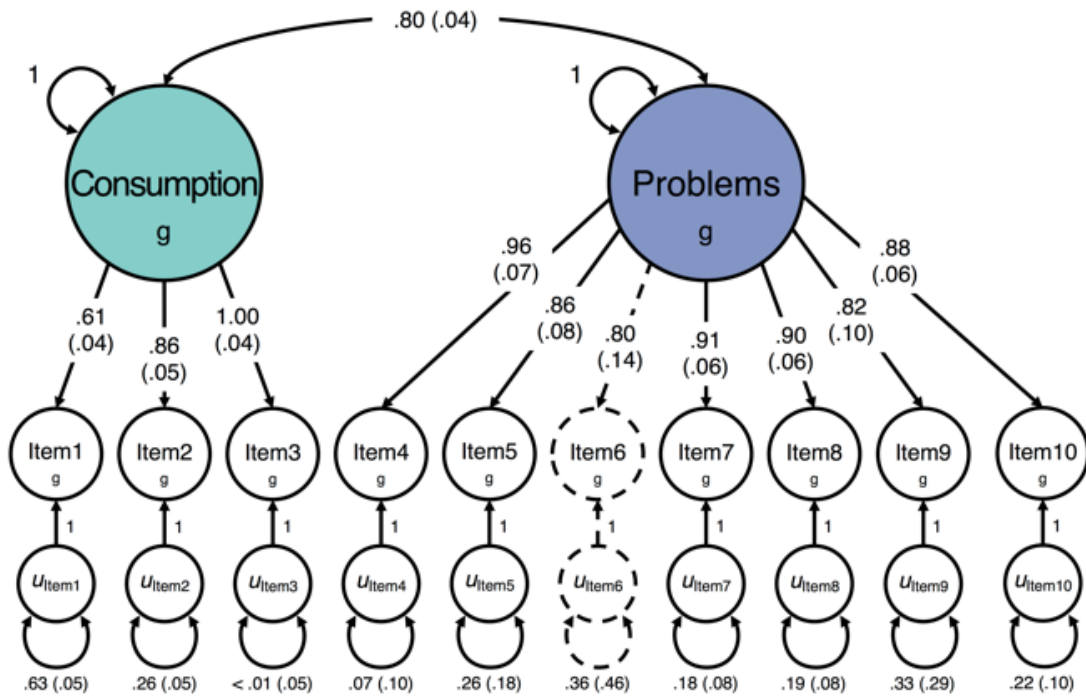 .80 (.04)
1
1
Consumption
g
Problems
g
.61
(.04)
.86
(.05)
1.00
(.04)
.96
(.07)
.86
(.08)
.80
(.14)
.91
(.06)
.90
(.06)
.82
(.10)
.88
(.06)
Item1
g
Item2
g
Item3
g
Item4
g
Item5
g
Item6
g
Item7
g
Item8
g
Item9
g
Item10
g
1
1
1
1
1
1
1
1
1
1
uItem1
uItem2
uItem3
uItem4
uItem5
uItem6
uItem7
uItem8
uItem9
uItem10
.63 (.05)
.26 (.05)
< .01 (.05)
.07 (.10)
.26 (.18)
.36 (.46)
.18 (.08)
.19 (.08)
.33 (.29)
.22 (.10)